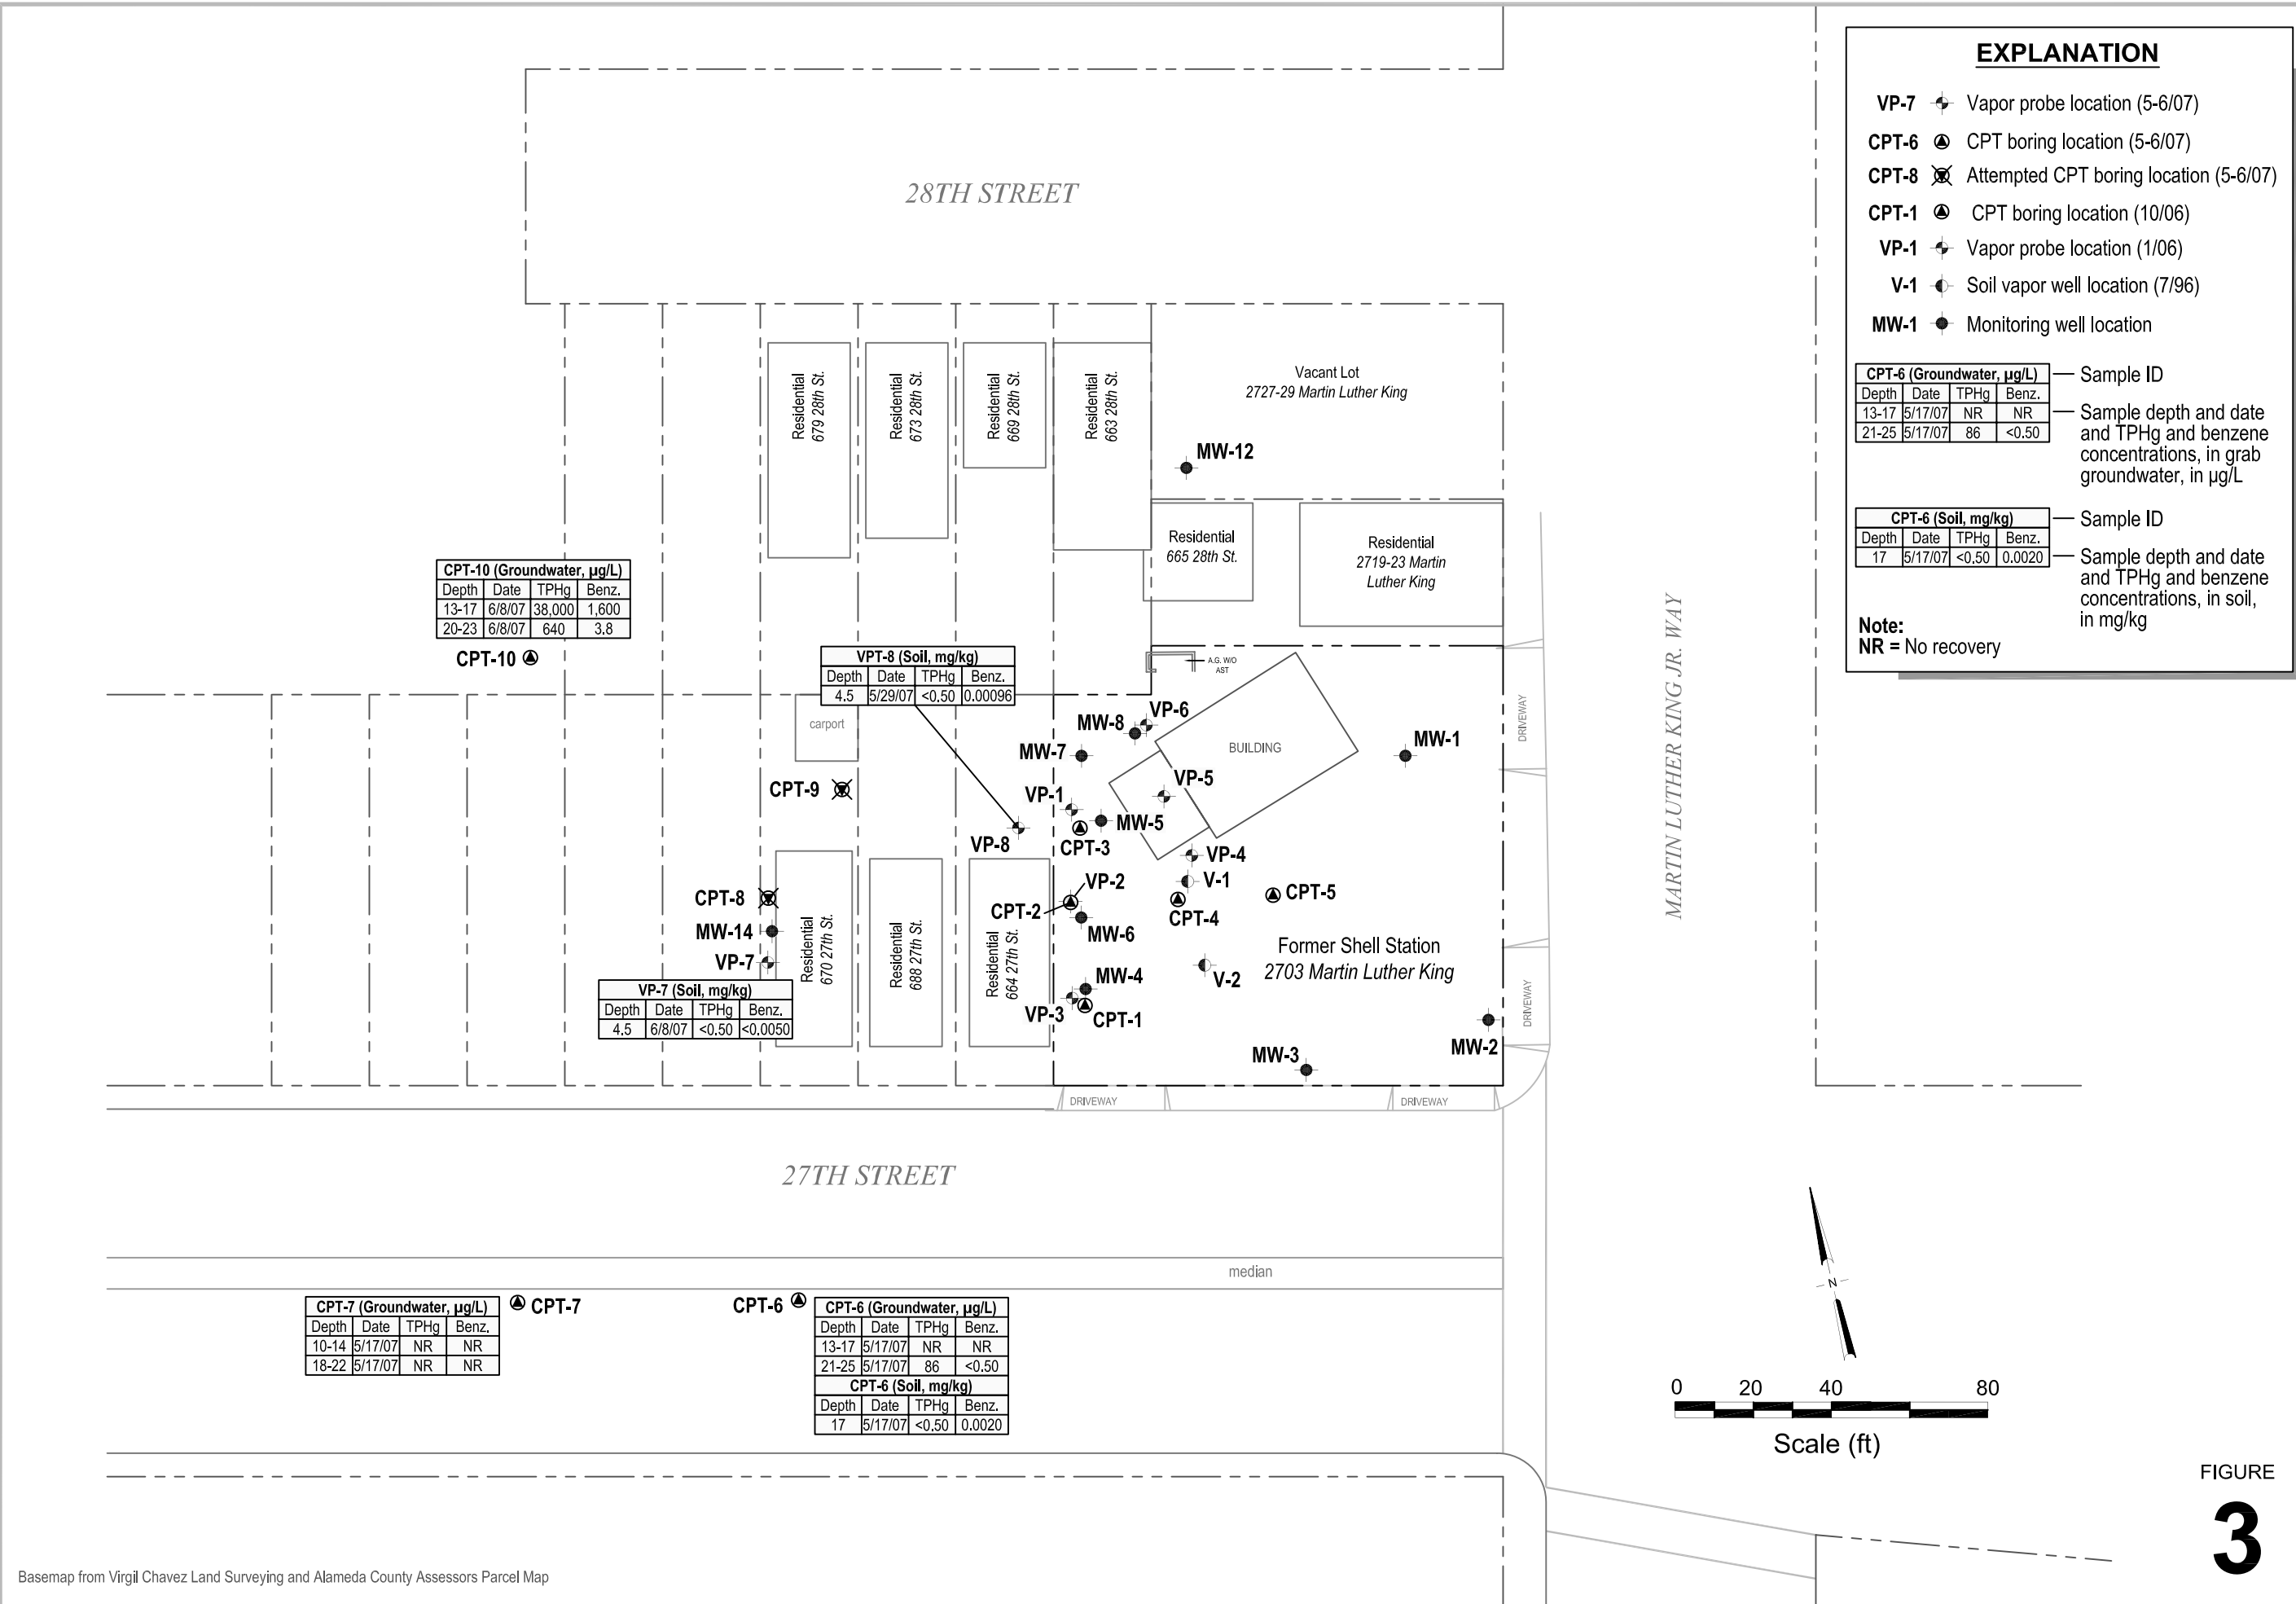 EXPLANATION
VP-7 Vapor probe location (5-6/07)
CPT-6 CPT boring location (5-6/07)
CPT-8 Attempted CPT boring location (5-6/07)
CPT-1 CPT boring location (10/06)
VP-1 Vapor probe location (1/06)
V-1 Soil vapor well location (7/96)
MW-1 Monitoring well location
CPT-6 (Groundwater, µg/L)
Depth Date TPHg Benz.
13-17 5/17/07 NR NR
21-25 5/17/07 86 <0.50
Sample ID
Sample depth and date
and TPHg and benzene
concentrations, in grab
groundwater, in µg/L
CPT-6 (Soil, mg/kg)
Depth Date TPHg Benz.
17 5/17/07 <0.50 0.0020
Sample ID
Sample depth and date
and TPHg and benzene
concentrations, in soil,
in mg/kg
Note:
NR = No recovery
28TH STREET
Residential
679 28th St.
Residential
673 28th St.
Residential
669 28th St.
Residential
663 28th St.
Vacant Lot
2727-29 Martin Luther King
MW-12
Residential
665 28th St.
Residential
2719-23 Martin
Luther King
CPT-10 (Groundwater, µg/L)
Depth Date TPHg Benz.
13-17 6/8/07 38,000 1,600
20-23 6/8/07 640 3.8
CPT-10
VPT-8 (Soil, mg/kg)
Depth Date TPHg Benz.
4.5 5/29/07 <0.50 0.00096
A.G. W/O
AST
carport
MW-8
VP-6
MW-7
BUILDING
MW-1
DRIVEWAY
MARTIN LUTHER KING JR. WAY
CPT-9
VP-5
VP-1
MW-5
VP-8
CPT-3
VP-4
VP-2
V-1
CPT-8
CPT-2
CPT-5
CPT-4
MW-14
MW-6
VP-7
Residential
670 27th St.
Residential
688 27th St.
Residential
664 27th St.
Former Shell Station
2703 Martin Luther King
MW-4
V-2
VP-3
CPT-1
VP-7 (Soil, mg/kg)
Depth Date TPHg Benz.
4.5 6/8/07 <0.50 <0.0050
DRIVEWAY
MW-2
MW-3
DRIVEWAY
DRIVEWAY
27TH STREET
median
CPT-7 (Groundwater, µg/L)
Depth Date TPHg Benz.
10-14 5/17/07 NR NR
18-22 5/17/07 NR NR
CPT-7
CPT-6
CPT-6 (Groundwater, µg/L)
Depth Date TPHg Benz.
13-17 5/17/07 NR NR
21-25 5/17/07 86 <0.50
CPT-6 (Soil, mg/kg)
Depth Date TPHg Benz.
17 5/17/07 <0.50 0.0020
N
0 20 40 80
Scale (ft)
FIGURE
3
Basemap from Virgil Chavez Land Surveying and Alameda County Assessors Parcel Map